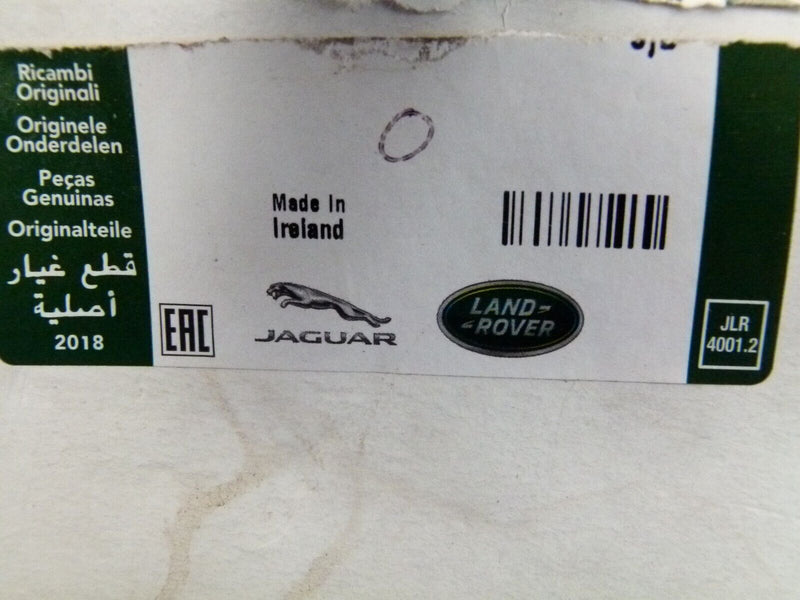 Ricambi
Originali
Originele
Onderdelen
Peças
Genuinas
Originalteile
قطع غيار
أصلية
2018
Made In
Ireland
EAC
JAGUAR
LAND
ROVER
JLR
4001.2